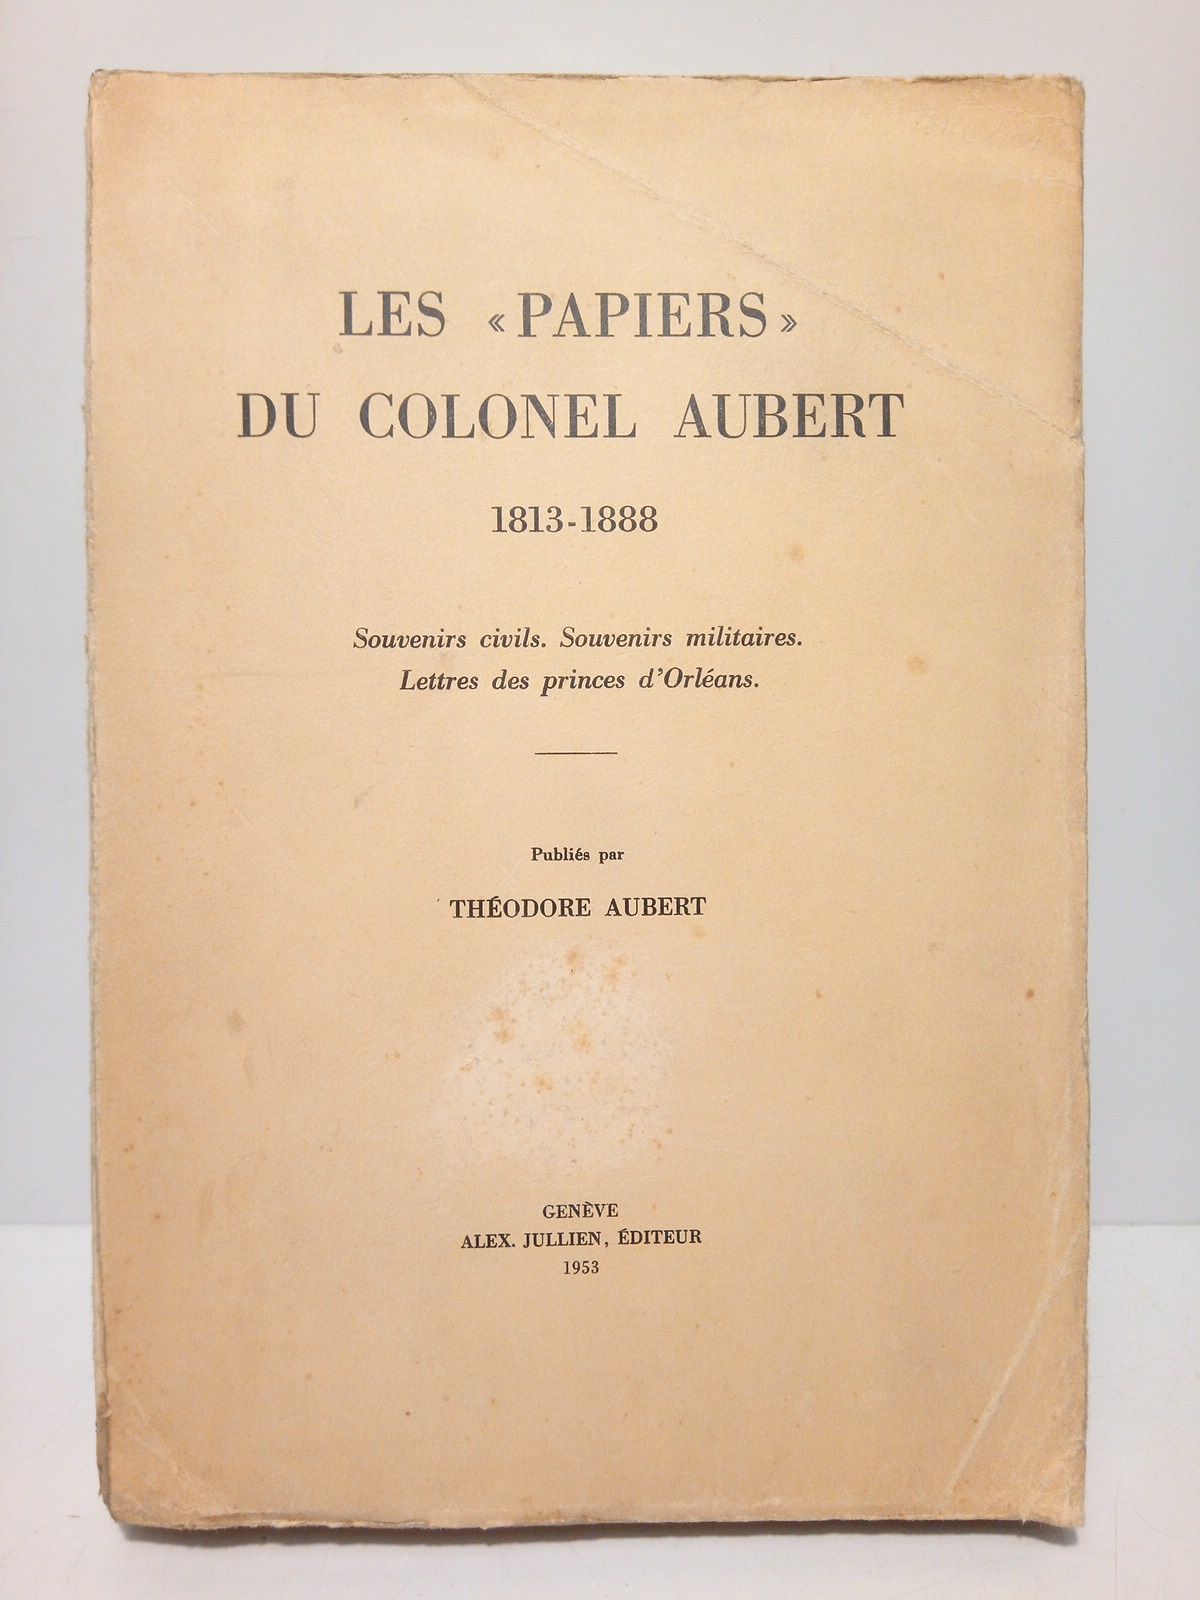 LES « PAPIERS »
DU COLONEL AUBERT
1813-1888
Souvenirs civils. Souvenirs militaires.
Lettres des princes d'Orléans.
Publiés par
THÉODORE AUBERT
GENÈVE
ALEX. JULLIEN, ÉDITEUR
1953